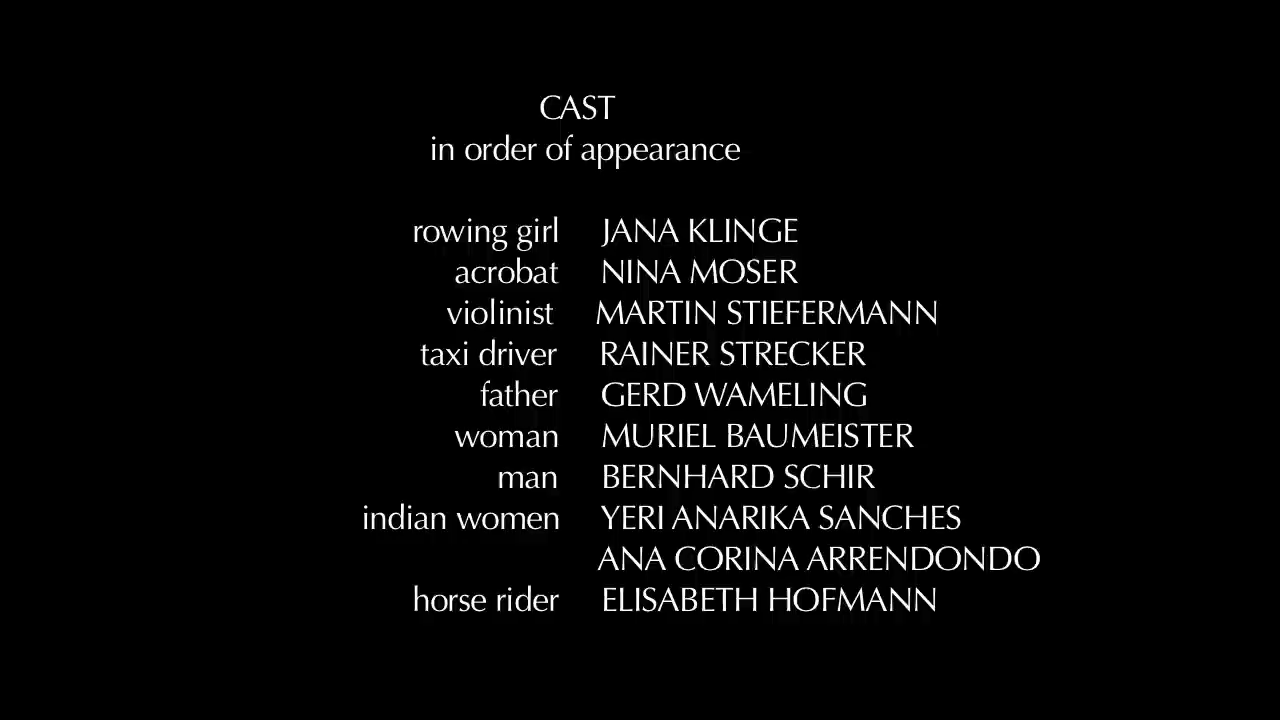 CAST
in order of appearance
rowing girl JANA KLINGE
acrobat NINA MOSER
violinist MARTIN STIEFERMANN
taxi driver RAINER STRECKER
father GERD WAMELING
woman MURIEL BAUMEISTER
man BERNHARD SCHIR
indian women YERI ANARIKA SANCHES
ANA CORINA ARRENDONDO
horse rider ELISABETH HOFMANN